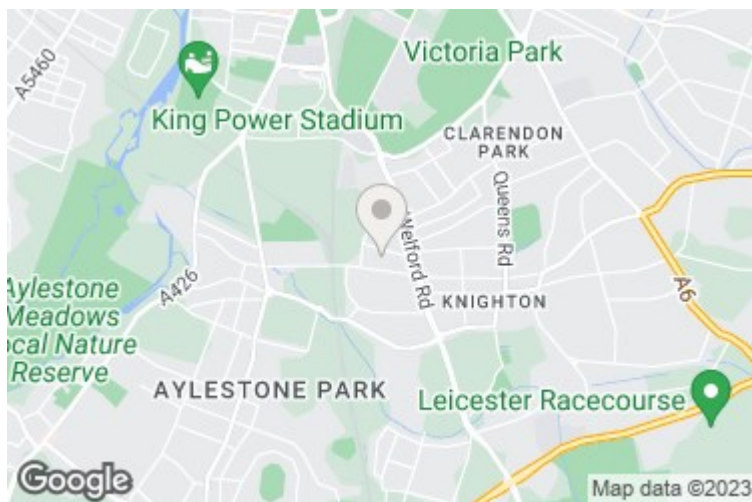 A5460
Victoria Park
King Power Stadium
CLARENDON
PARK
Queens Rd
Welford Rd
A426
Aylestone
Meadows
ocal Nature
Reserve
KNIGHTON
A6
AYLESTONE PARK
Leicester Racecourse
Google
Map data ©2023